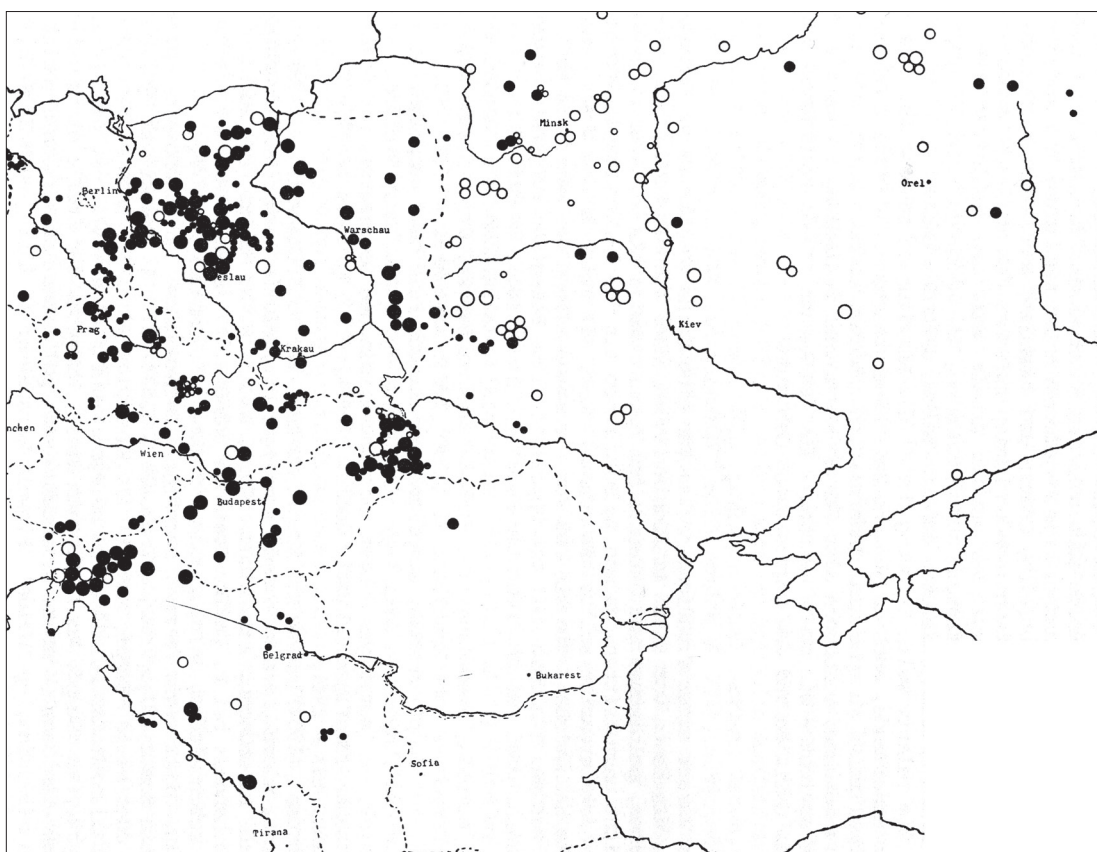 Minsk
Berlin
Orel
Warschau
eslau
Prag
Kiev
Krakau
nchen
Wien
Budapest
Belgrad
Bukarest
Sofia
Tirana